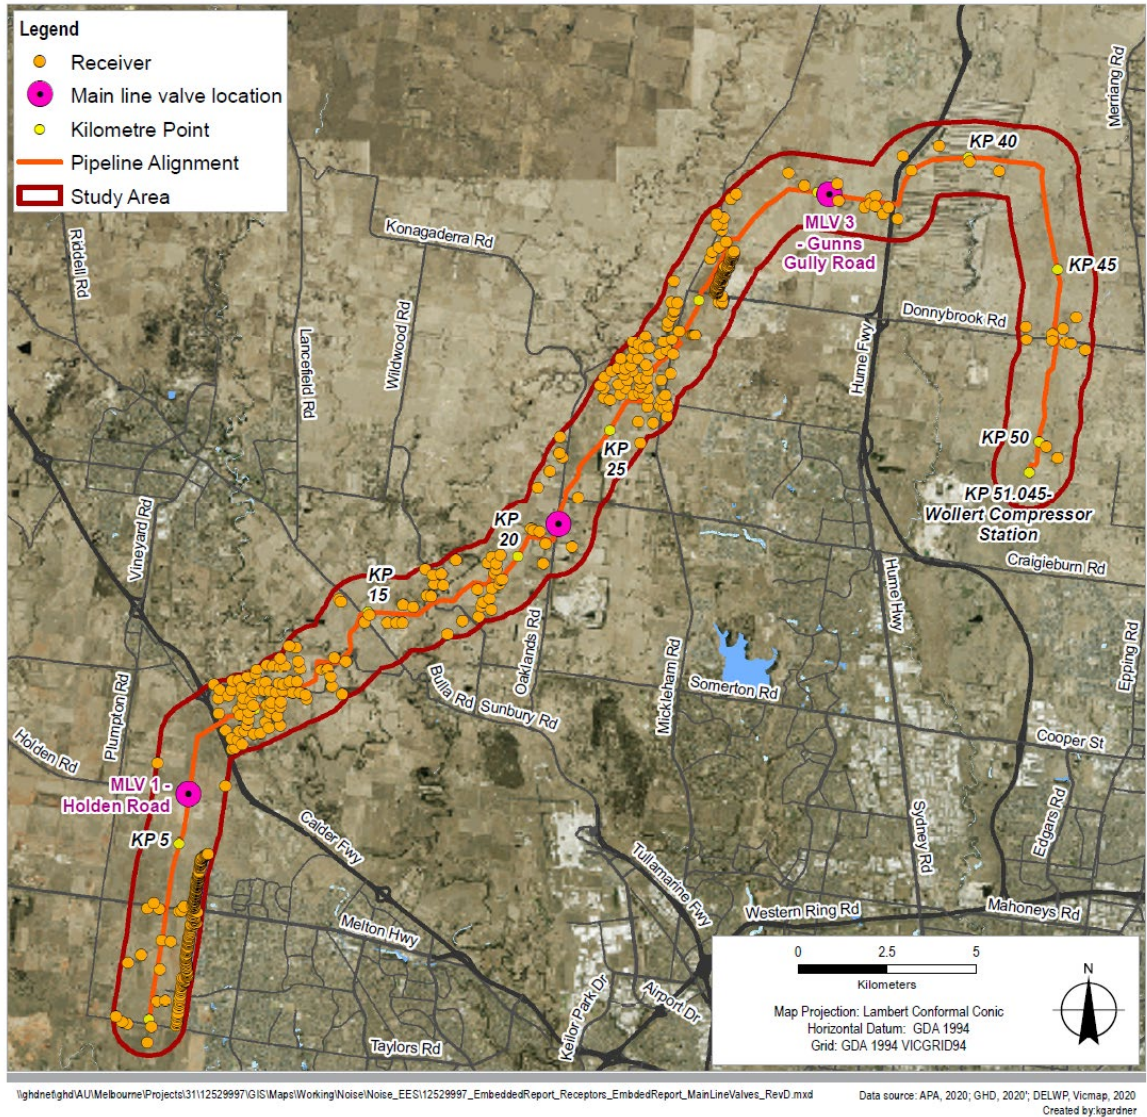 Legend
Receiver
Main line valve location
Kilometre Point
Pipeline Alignment
Study Area
Merriang Rd
KP 40
Konagaderra Rd
Riddell Rd
MLV 3
- Gunns
Gully Road
KP 45
Donnybrook Rd
Lancefield Rd
Wildwood Rd
Hume Fwy
KP 50
KP
25
KP 51.045-
Wollert Compressor
Station
Vineyard Rd
KP
20
Craigieburn Rd
KP
15
Hume Hwy
Oaklands Rd
Mickleham Rd
Epping Rd
Bulla Rd
Sunbury Rd
Somerton Rd
Plumpton Rd
Holden Rd
Cooper St
MLV 1 -
Holden Road
KP 5
Calder Fwy
Sydney Rd
Edgars Rd
Tullamarine Fwy
Melton Hwy
Western Ring Rd
Mahoneys Rd
Keilor Park Dr
Airport Dr
Taylors Rd
0 2.5 5
Kilometers
N
Map Projection: Lambert Conformal Conic
Horizontal Datum: GDA 1994
Grid: GDA 1994 VICGRID94
\\ghdnet\ghd\AU\Melbourne\Projects\31\12529997\GIS\Maps\Working\Noise\Noise_EES\12529997_EmbeddedReport_Receptors_EmbdedReport_MainLineValves_RevD.mxd
Data source: APA, 2020; GHD, 2020'; DELWP, Vicmap, 2020
Created by:kgardner